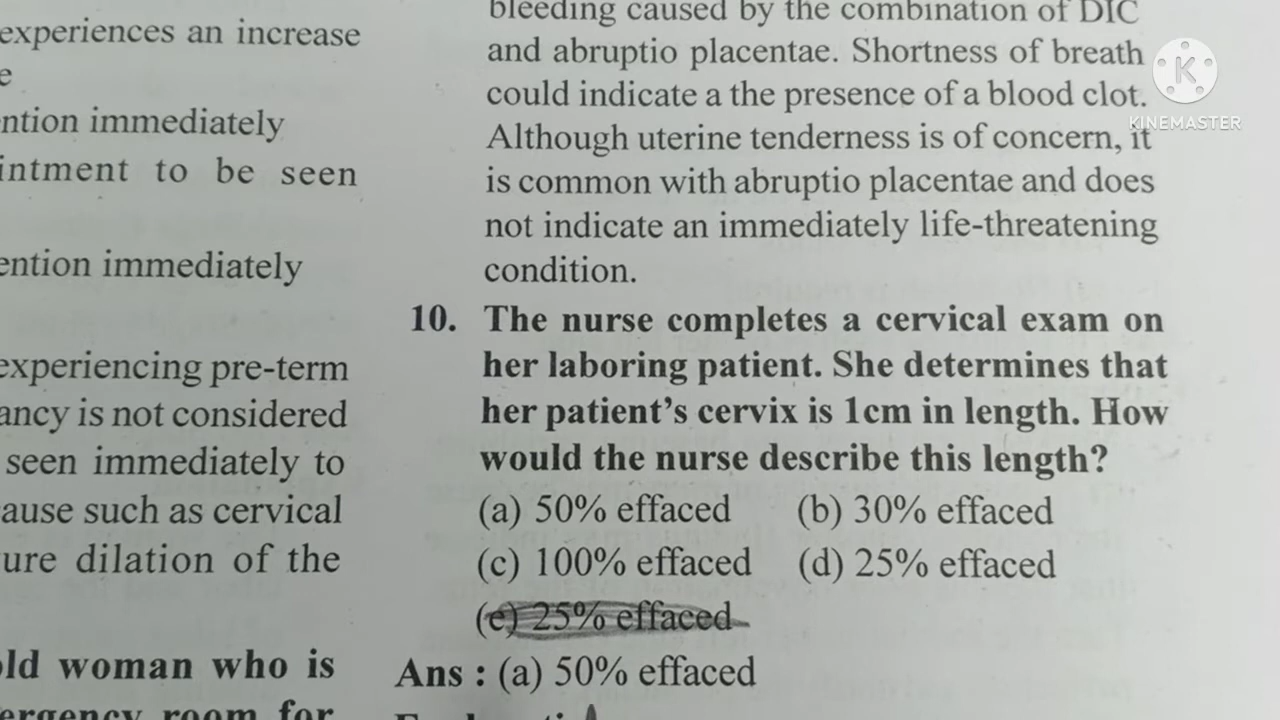 experiences an increase
e
ntion immediately
intment to be seen
ention immediately
experiencing pre-term
ancy is not considered
seen immediately to
ause such as cervical
ure dilation of the
old woman who is
ergency room for
bleeding caused by the combination of DIC
and abruptio placentae. Shortness of breath
could indicate a the presence of a blood clot.
Although uterine tenderness is of concern, it
is common with abruptio placentae and does
not indicate an immediately life-threatening
condition.
10. The nurse completes a cervical exam on
her laboring patient. She determines that
her patient's cervix is 1cm in length. How
would the nurse describe this length?
(a) 50% effaced (b) 30% effaced
(c) 100% effaced (d) 25% effaced
(e) 25% effaced
Ans : (a) 50% effaced
K
KINEMASTER